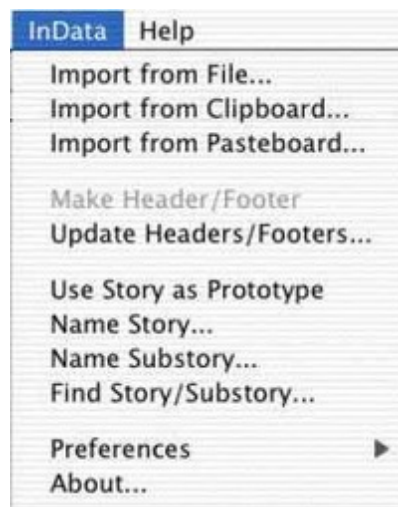 InData Help
Import from File...
Import from Clipboard...
Import from Pasteboard...
Make Header/Footer
Update Headers/Footers...
Use Story as Prototype
Name Story...
Name Substory...
Find Story/Substory...
Preferences
About...